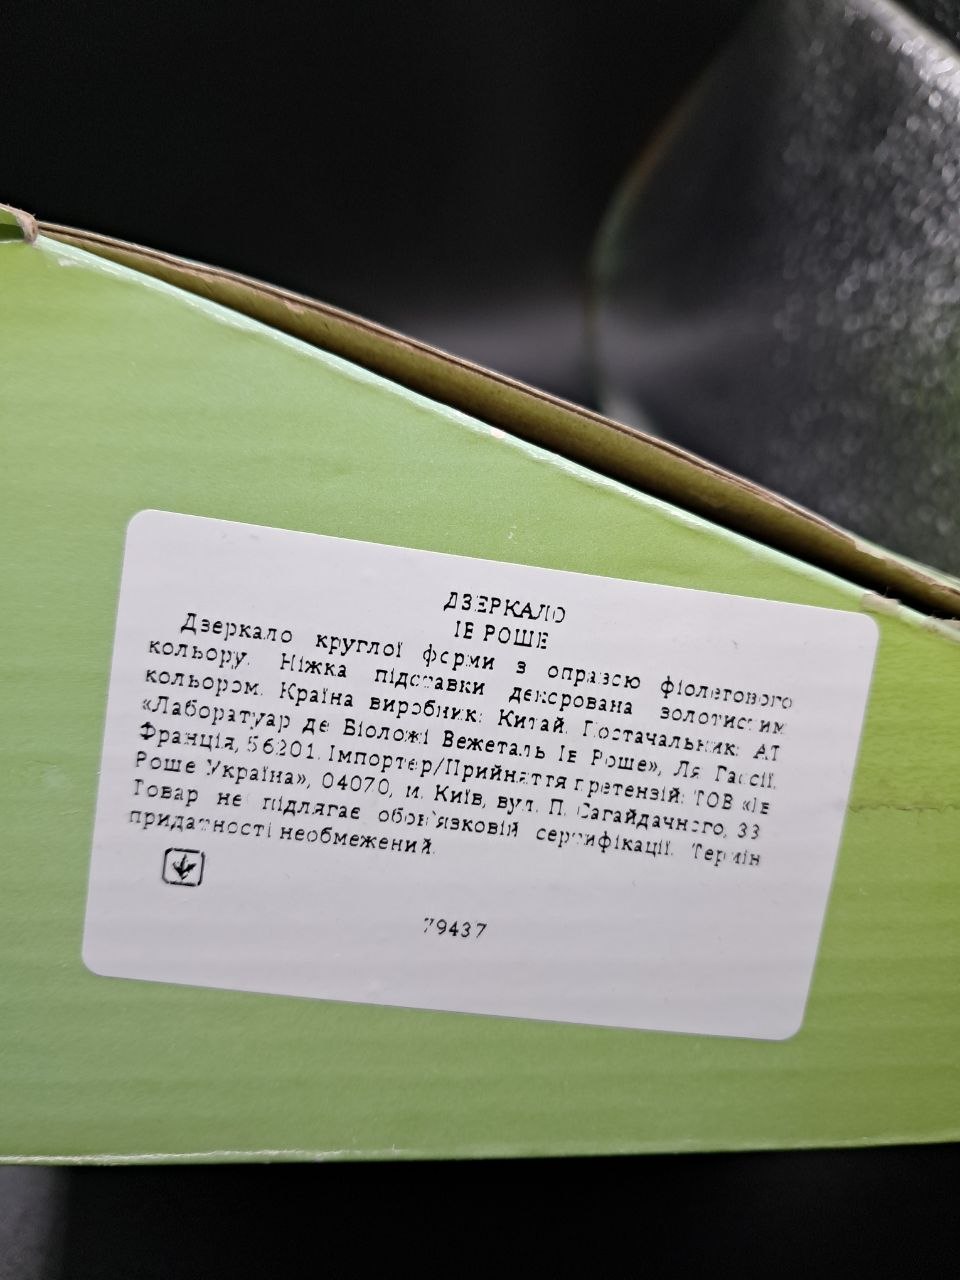 ДЗЕРКАЛО
ІВ РОШЕ
Дзеркало круглої форми з оправою фіолетового
кольору. Ніжка підставки декорована золотистим
кольором. Країна виробник: Китай. Постачальник: АТ
«Лаборатуар де Біоложі Вежеталь Ів Роше», Ля Гассії,
Франція, 56201. Імпортер/Прийняття претензій: ТОВ «Ів
Роше Україна», 04070, м. Київ, вул. П. Сагайдачного, 33
Товар не підлягає обов'язковій сертифікації. Термін
придатності необмежений.
79437